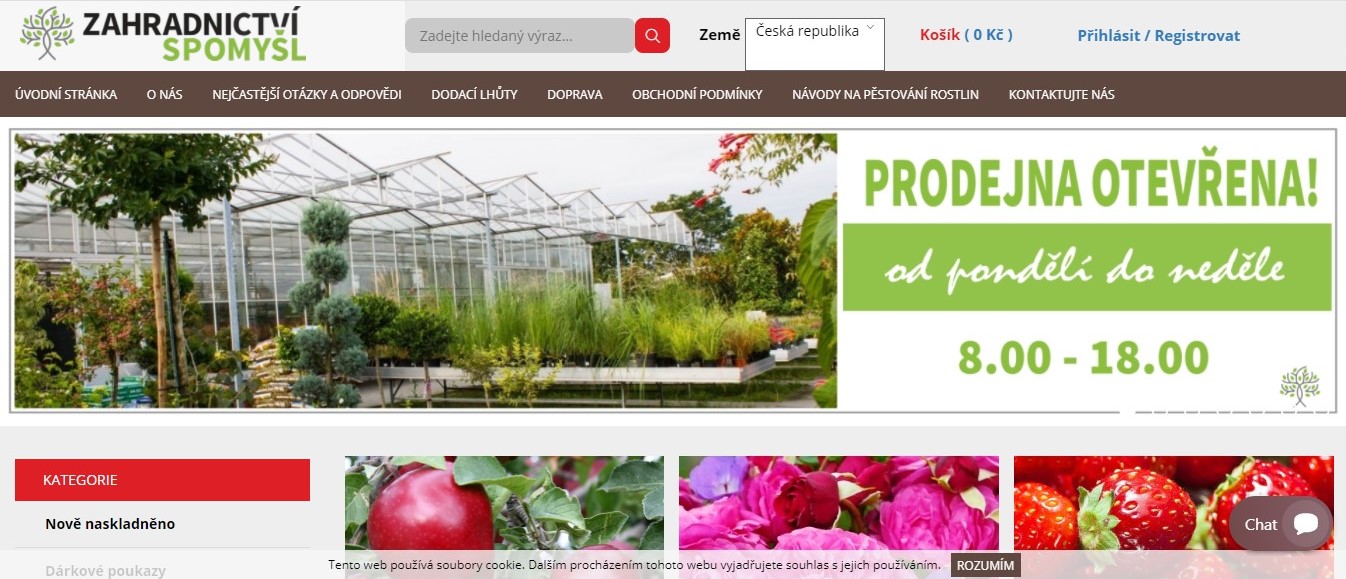 ZAHRADNICTVÍ
SPOMYŠL
Zadejte hledaný výraz...
Země
Česká republika
Košík ( 0 Kč )
Přihlásit / Registrovat
ÚVODNÍ STRÁNKA O NÁS NEJČASTĚJŠÍ OTÁZKY A ODPOVĚDI DODACÍ LHŮTY DOPRAVA OBCHODNÍ PODMÍNKY NÁVODY NA PĚSTOVÁNÍ ROSTLIN KONTAKTUJTE NÁS
PRODEJNA OTEVŘENA!
od pondělí do neděle
8.00 - 18.00
KATEGORIE
Nově naskladněno
Dárkové poukazy
Chat
Tento web používá soubory cookie. Dalším procházením tohoto webu vyjadřujete souhlas s jejich používáním. ROZUMÍM